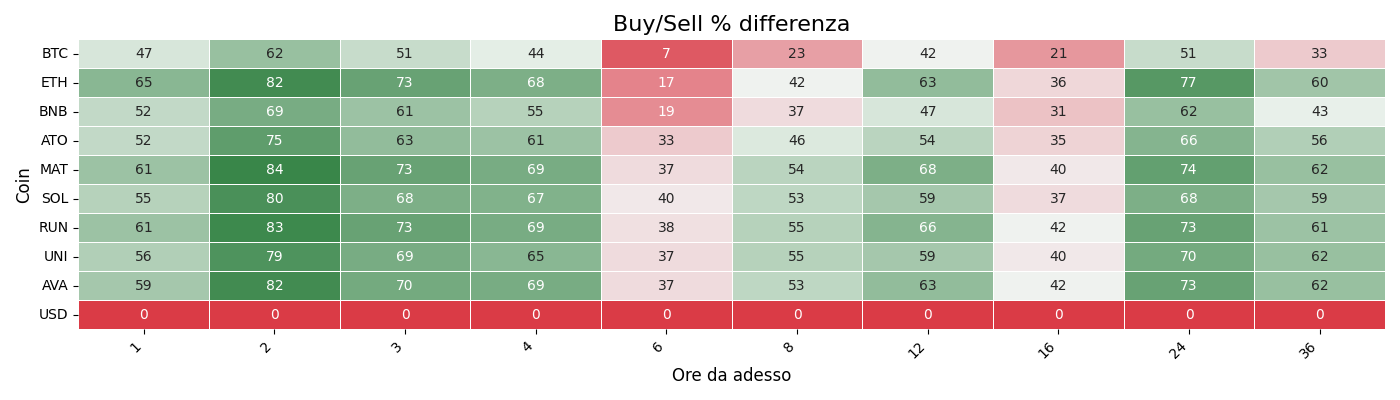 Buy/Sell % differenza
Coin
BTC 47 62 51 44 7 23 42 21 51 33
ETH 65 82 73 68 17 42 63 36 77 60
BNB 52 69 61 55 19 37 47 31 62 43
ATO 52 75 63 61 33 46 54 35 66 56
MAT 61 84 73 69 37 54 68 40 74 62
SOL 55 80 68 67 40 53 59 37 68 59
RUN 61 83 73 69 38 55 66 42 73 61
UNI 56 79 69 65 37 55 59 40 70 62
AVA 59 82 70 69 37 53 63 42 73 62
USD 0 0 0 0 0 0 0 0 0 0
1 2 3 4 6 8 12 16 24 36
Ore da adesso